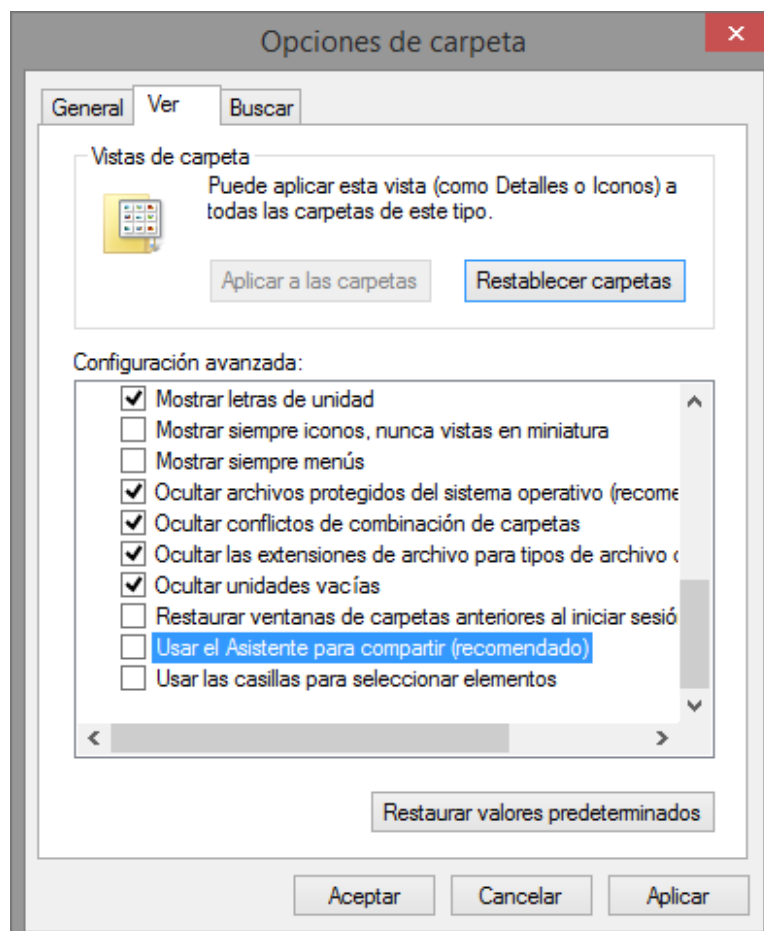 Opciones de carpeta
General Ver Buscar
Vistas de carpeta
Puede aplicar esta vista (como Detalles o Iconos) a
todas las carpetas de este tipo.
Aplicar a las carpetas Restablecer carpetas
Configuración avanzada:
Mostrar letras de unidad
Mostrar siempre iconos, nunca vistas en miniatura
Mostrar siempre menús
Ocultar archivos protegidos del sistema operativo (recome
Ocultar conflictos de combinación de carpetas
Ocultar las extensiones de archivo para tipos de archivo c
Ocultar unidades vacías
Restaurar ventanas de carpetas anteriores al iniciar sesió
Usar el Asistente para compartir (recomendado)
Usar las casillas para seleccionar elementos
Restaurar valores predeterminados
Aceptar Cancelar Aplicar